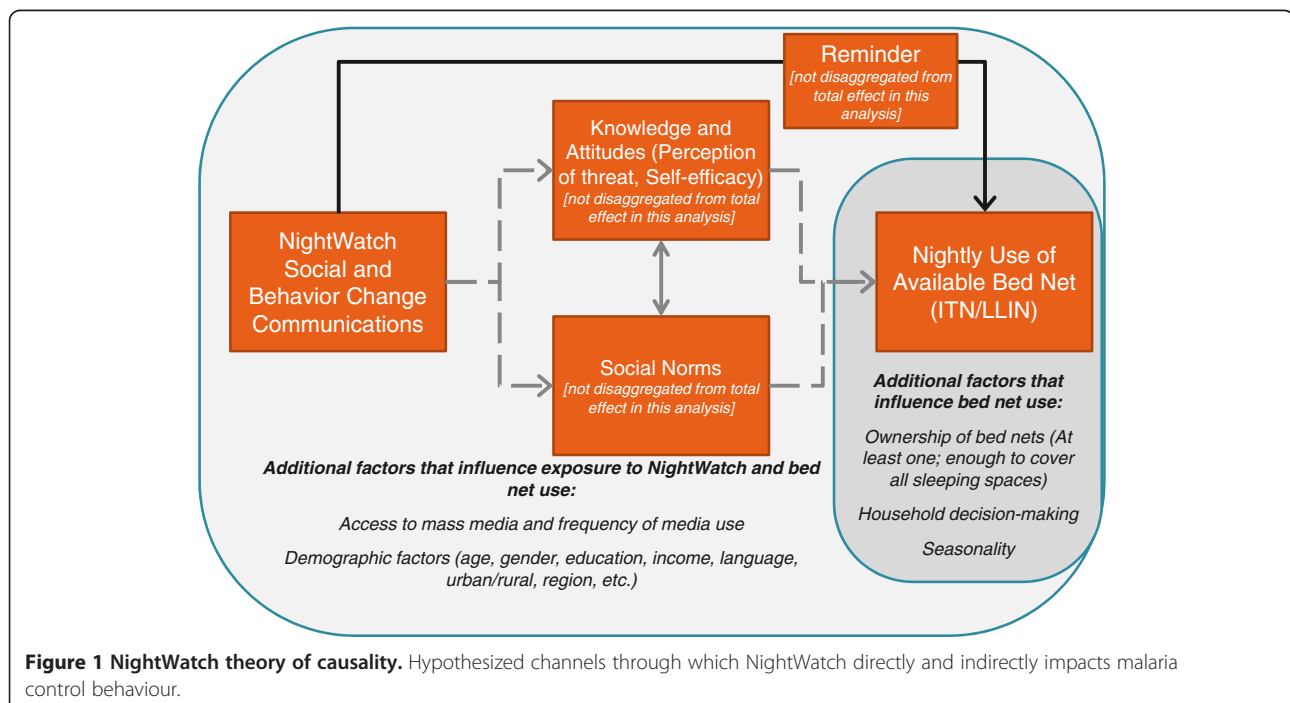 Reminder
[not disaggregated from
total effect in this
analysis]
Knowledge and
Attitudes (Perception
of threat, Self-efficacy)
[not disaggregated from total
effect in this analysis]
NightWatch
Social and
Behavior Change
Communications
Nightly Use of
Available Bed Net
(ITN/LLIN)
Social Norms
[not disaggregated from total
effect in this analysis]
Additional factors that
influence bed net use:
Ownership of bed nets (At
least one; enough to cover
all sleeping spaces)
Household decision-making
Seasonality
Additional factors that influence exposure to NightWatch and bed
net use:
Access to mass media and frequency of media use
Demographic factors (age, gender, education, income, language,
urban/rural, region, etc.)
Figure 1 NightWatch theory of causality. Hypothesized channels through which NightWatch directly and indirectly impacts malaria
control behaviour.